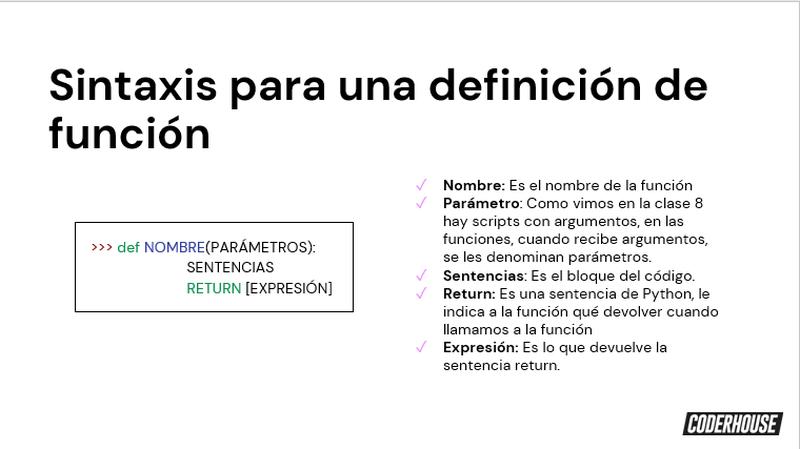 Sintaxis para una definición de
función
>>> def NOMBRE(PARÁMETROS):
SENTENCIAS
RETURN [EXPRESIÓN]
✓ Nombre: Es el nombre de la función
✓ Parámetro: Como vimos en la clase 8
hay scripts con argumentos, en las
funciones, cuando recibe argumentos,
se les denominan parámetros.
✓ Sentencias: Es el bloque del código.
✓ Return: Es una sentencia de Python, le
indica a la función qué devolver cuando
llamamos a la función
✓ Expresión: Es lo que devuelve la
sentencia return.
CODERHOUSE